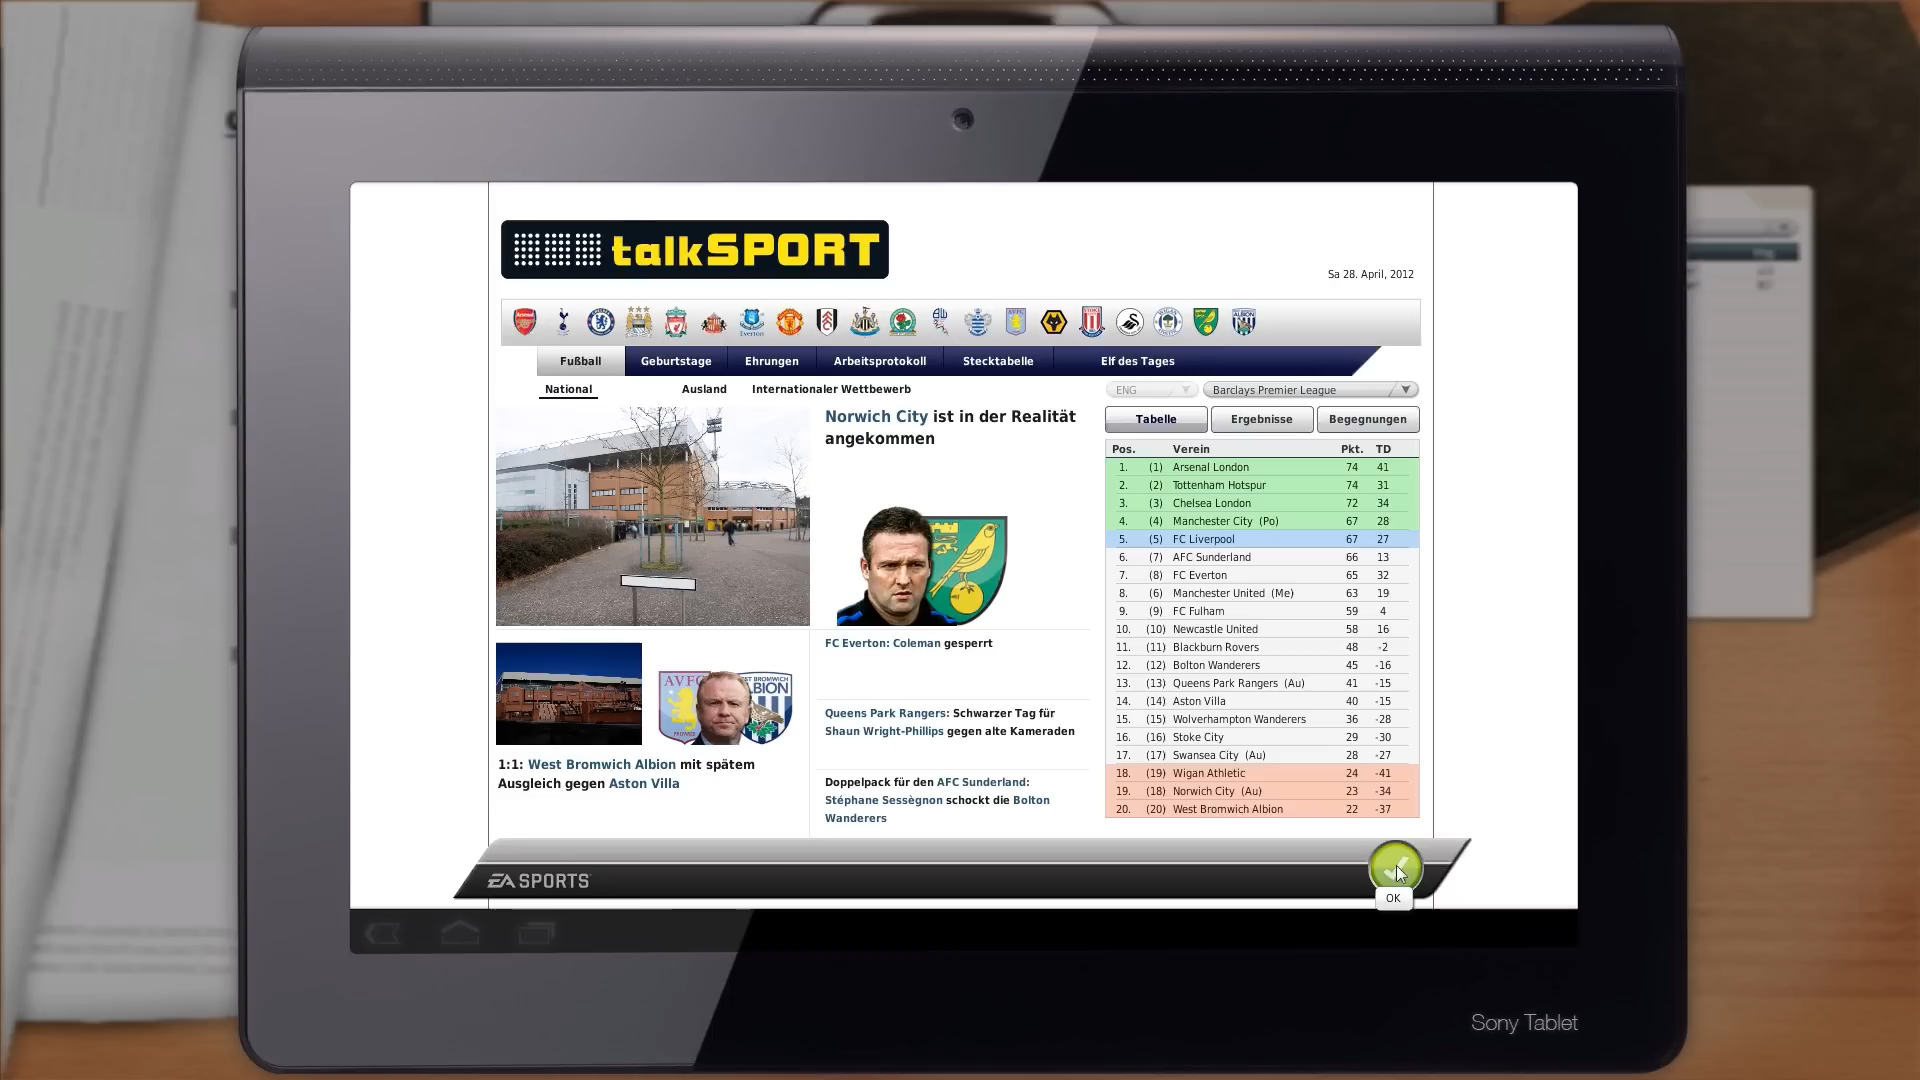 talkSPORT
Sa 28. April, 2012
Fußball Geburtstage Ehrungen Arbeitsprotokoll Stecktabelle Elf des Tages
National Ausland Internationaler Wettbewerb
ENG Barclays Premier League
Tabelle Ergebnisse Begegnungen
Norwich City ist in der Realität
angekommen
FC Everton: Coleman gesperrt
Queens Park Rangers: Schwarzer Tag für
Shaun Wright-Phillips gegen alte Kameraden
Doppelpack für den AFC Sunderland:
Stéphane Sessègnon schockt die Bolton
Wanderers
AVFC
WEST BROMWICH
ALBION
1:1: West Bromwich Albion mit spätem
Ausgleich gegen Aston Villa
Pos. Verein Pkt. TD
1. (1) Arsenal London 74 41
2. (2) Tottenham Hotspur 74 31
3. (3) Chelsea London 72 34
4. (4) Manchester City (Po) 67 28
5. (5) FC Liverpool 67 27
6. (7) AFC Sunderland 66 13
7. (8) FC Everton 65 32
8. (6) Manchester United (Me) 63 19
9. (9) FC Fulham 59 4
10. (10) Newcastle United 58 16
11. (11) Blackburn Rovers 48 -2
12. (12) Bolton Wanderers 45 -16
13. (13) Queens Park Rangers (Au) 41 -15
14. (14) Aston Villa 40 -15
15. (15) Wolverhampton Wanderers 36 -28
16. (16) Stoke City 29 -30
17. (17) Swansea City (Au) 28 -27
18. (19) Wigan Athletic 24 -41
19. (18) Norwich City (Au) 23 -34
20. (20) West Bromwich Albion 22 -37
EA SPORTS
OK
Sony Tablet